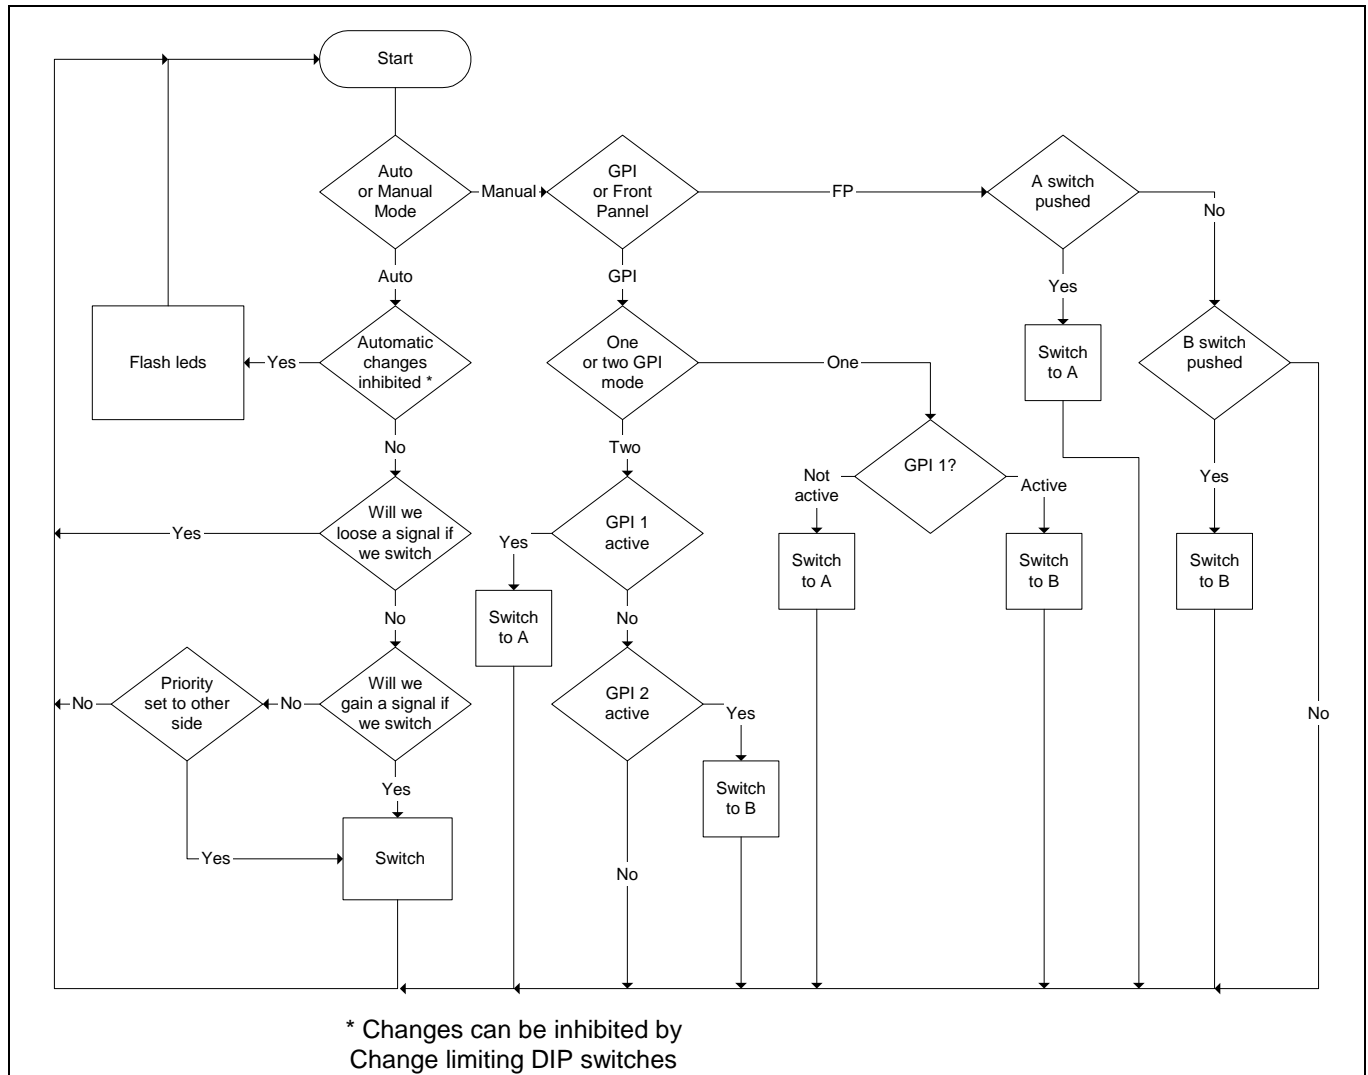 Start
Auto
or Manual
Mode
Manual
GPI
or Front
Pannel
FP
A switch
pushed
No
Auto
GPI
Yes
Flash leds
Yes
Automatic
changes
inhibited *
One
or two GPI
mode
One
Switch
to A
B switch
pushed
No
Two
GPI 1?
Not
active
Active
Yes
Yes
Will we
loose a signal if
we switch
Yes
GPI 1
active
Switch
to A
Switch
to B
Switch
to B
No
Switch
to A
No
No
Priority
set to other
side
No
Will we
gain a signal if
we switch
GPI 2
active
Yes
No
Yes
Switch
to B
Yes
Switch
No
* Changes can be inhibited by
Change limiting DIP switches